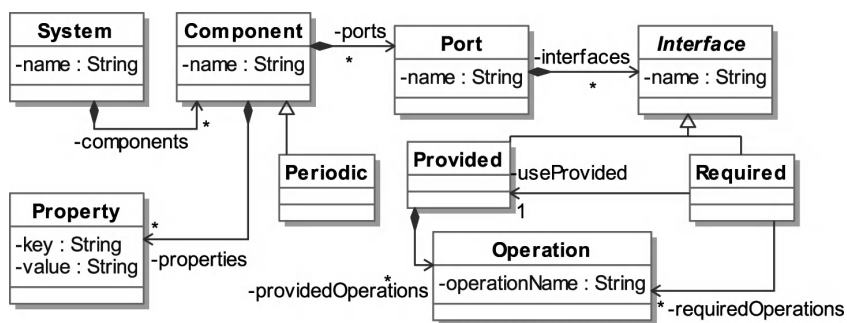 System
-name : String
Component
-name : String
-ports
*
Port
-name : String
-interfaces
*
Interface
-name : String
*
-components
Periodic
Provided
-useProvided
1
Required
Property
-key : String
-value : String
*
-properties
Operation
-operationName : String
*
-providedOperations
*
-requiredOperations